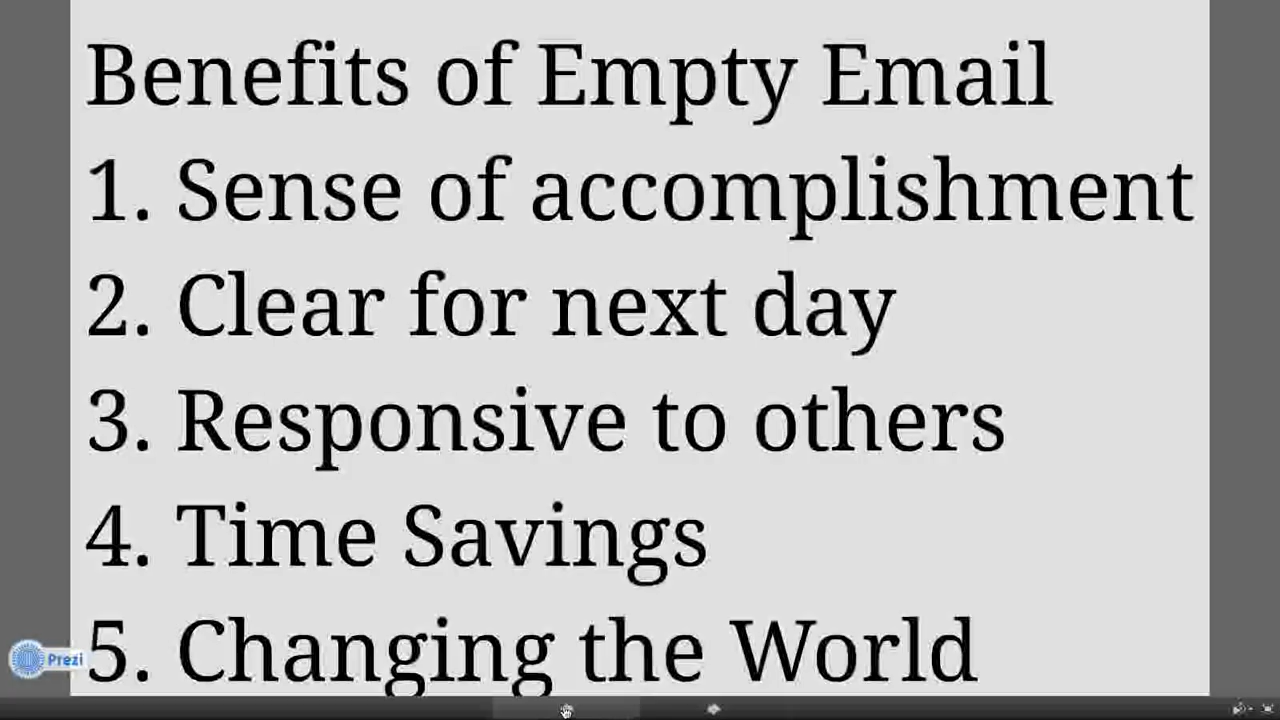 Benefits of Empty Email
1. Sense of accomplishment
2. Clear for next day
3. Responsive to others
4. Time Savings
5. Changing the World
Prezi